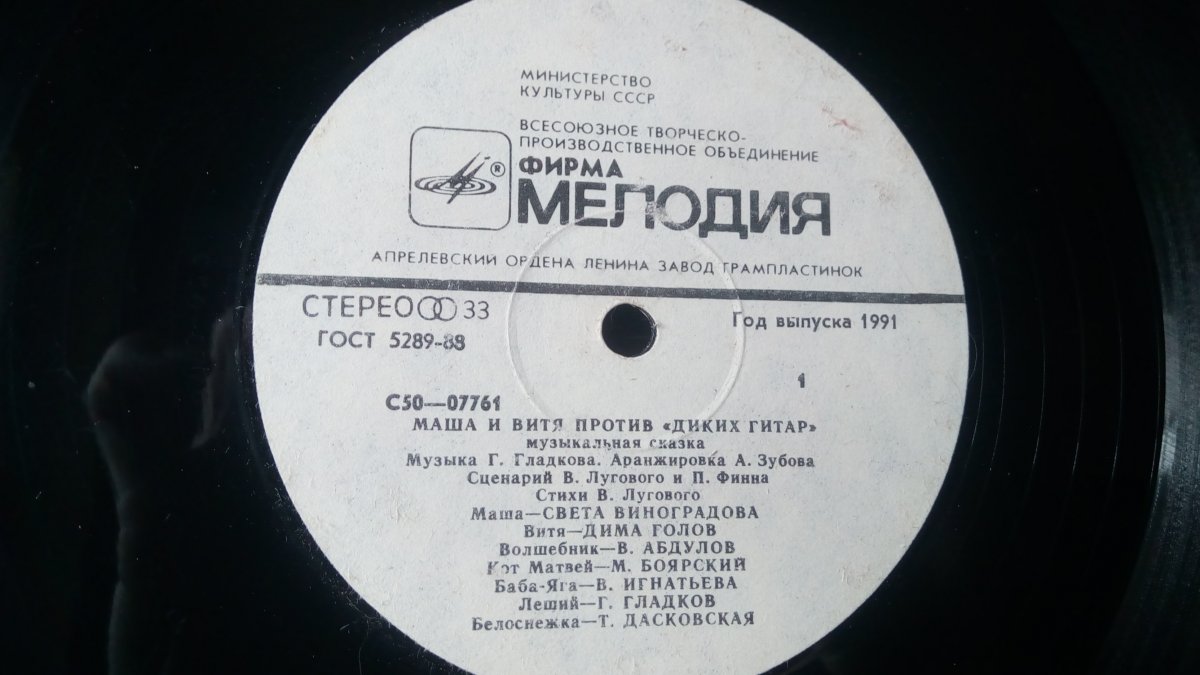 МИНИСТЕРСТВО
КУЛЬТУРЫ СССР
ВСЕСОЮЗНОЕ ТВОРЧЕСКО-
ПРОИЗВОДСТВЕННОЕ ОБЪЕДИНЕНИЕ
ФИРМА
®
МЕЛОДИЯ
АПРЕЛЕВСКИЙ ОРДЕНА ЛЕНИНА ЗАВОД ГРАМПЛАСТИНОК
СТЕРЕО 33
Год выпуска 1991
ГОСТ 5289-88
1
С50—07761
МАША И ВИТЯ ПРОТИВ «ДИКИХ ГИТАР»
музыкальная сказка
Музыка Г. Гладкова. Аранжировка А. Зубова
Сценарий В. Лугового и П. Финна
Стихи В. Лугового
Маша—СВЕТА ВИНОГРАДОВА
Витя—ДИМА ГОЛОВ
Волшебник—В. АБДУЛОВ
Кот Матвей—М. БОЯРСКИЙ
Баба-Яга—В. ИГНАТЬЕВА
Леший—Г. ГЛАДКОВ
Белоснежка—Т. ДАСКОВСКАЯ